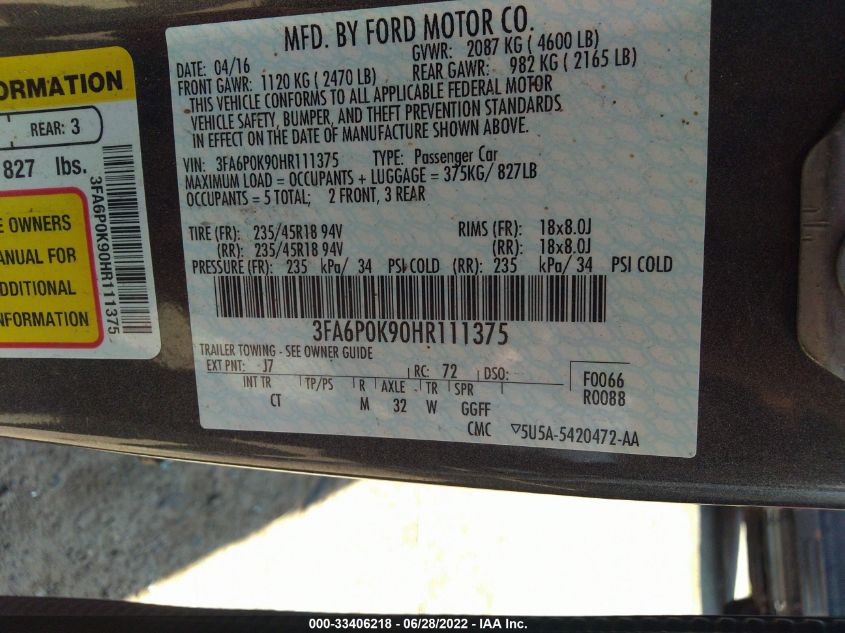 MFD. BY FORD MOTOR CO.
DATE: 04/16 GVWR: 2087 KG ( 4600 LB)
FRONT GAWR: 1120 KG ( 2470 LB) REAR GAWR: 982 KG ( 2165 LB)
THIS VEHICLE CONFORMS TO ALL APPLICABLE FEDERAL MOTOR
VEHICLE SAFETY, BUMPER, AND THEFT PREVENTION STANDARDS
IN EFFECT ON THE DATE OF MANUFACTURE SHOWN ABOVE.
VIN: 3FA6P0K90HR111375 TYPE: Passenger Car
MAXIMUM LOAD = OCCUPANTS + LUGGAGE = 375KG/ 827LB
OCCUPANTS = 5 TOTAL; 2 FRONT, 3 REAR
TIRE (FR): 235/45R18 94V RIMS (FR): 18x8.0J
(RR): 235/45R18 94V (RR): 18x8.0J
PRESSURE (FR): 235 kPa/ 34 PSI COLD (RR): 235 kPa/ 34 PSI COLD
3FA6P0K90HR111375
TRAILER TOWING - SEE OWNER GUIDE
EXT PNT: J7 RC: 72 DSO:
INT TR TP/PS R AXLE TR SPR F0066
CT M 32 W GGFF R0088
CMC ▽5U5A-5420472-AA
ORMATION
REAR: 3
827 lbs.
3FA6P0K90HR111375
E OWNERS
ANUAL FOR
DDITIONAL
NFORMATION
000-33406218 - 06/28/2022 - IAAI Inc.